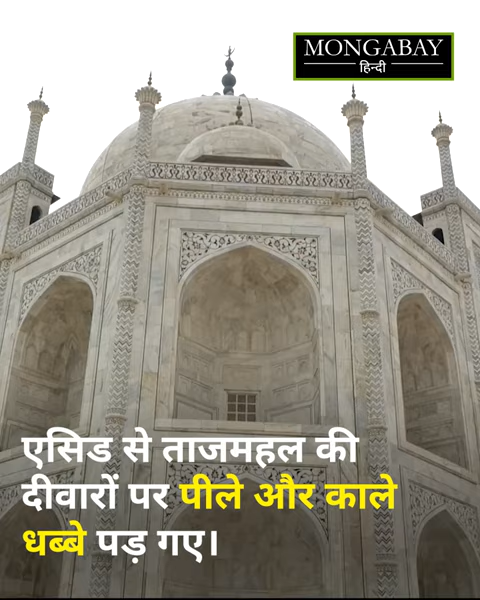 MONGABAY
हिन्दी
एसिड से ताजमहल की
दीवारों पर पीले और काले
धब्बे पड़ गए।